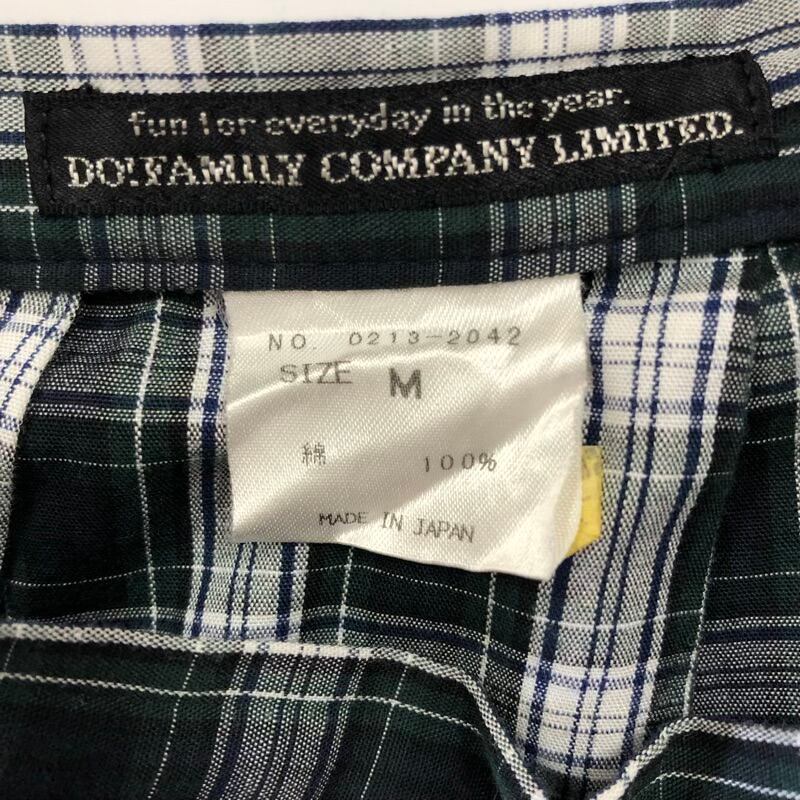 fun for everyday in the year.
DO!FAMILY COMPANY LIMITED.
NO. 0213-2042
SIZE M
綿 100%
MADE IN JAPAN